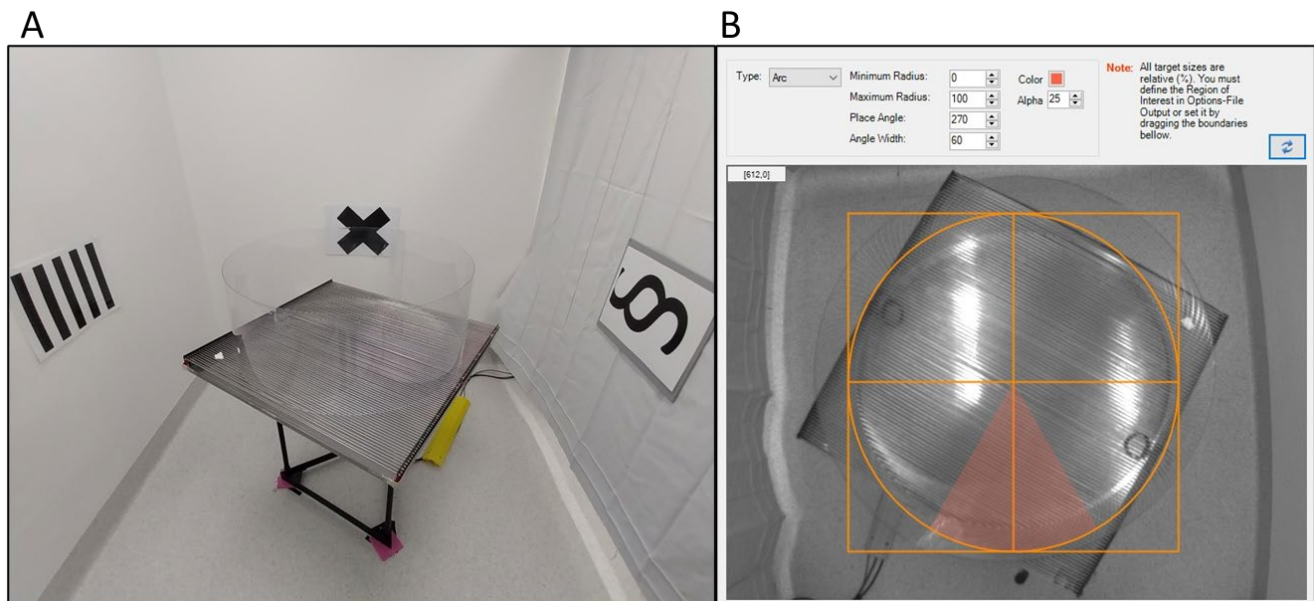 A
B
§
Type: Arc
Minimum Radius: 0
Maximum Radius: 100
Place Angle: 270
Angle Width: 60
Color
Alpha 25
Note: All target sizes are
relative (%). You must
define the Region of
Interest in Options-File
Output or set it by
dragging the boundaries
bellow.
[612,0]